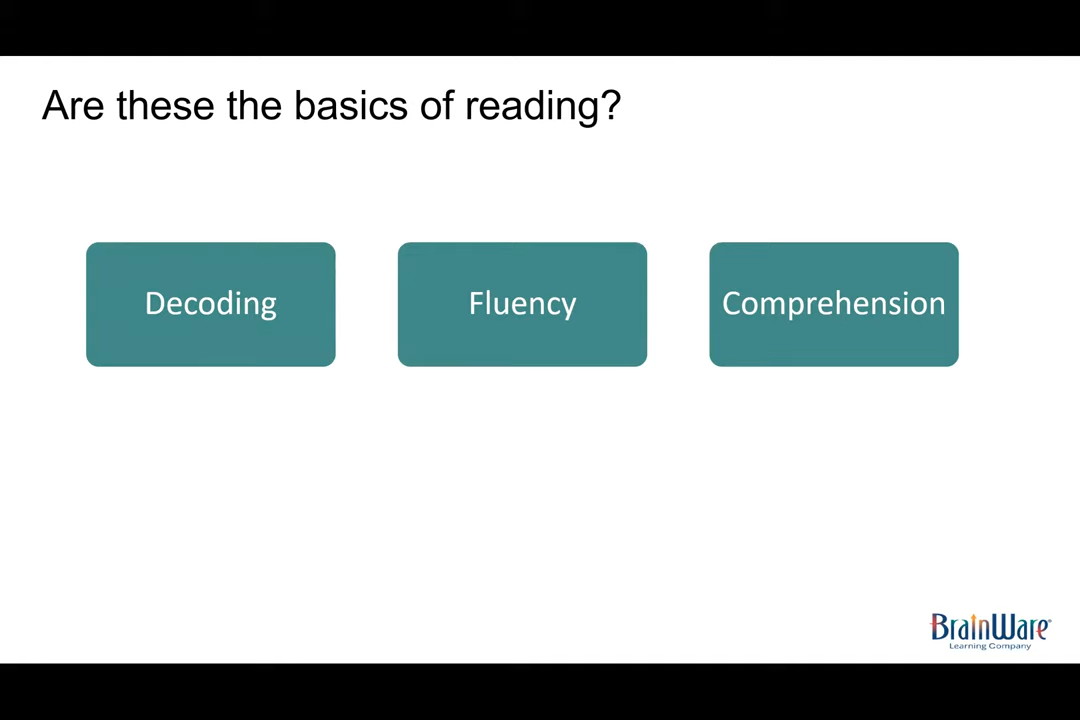 Are these the basics of reading?
Decoding
Fluency
Comprehension
BrainWare®
Learning Company